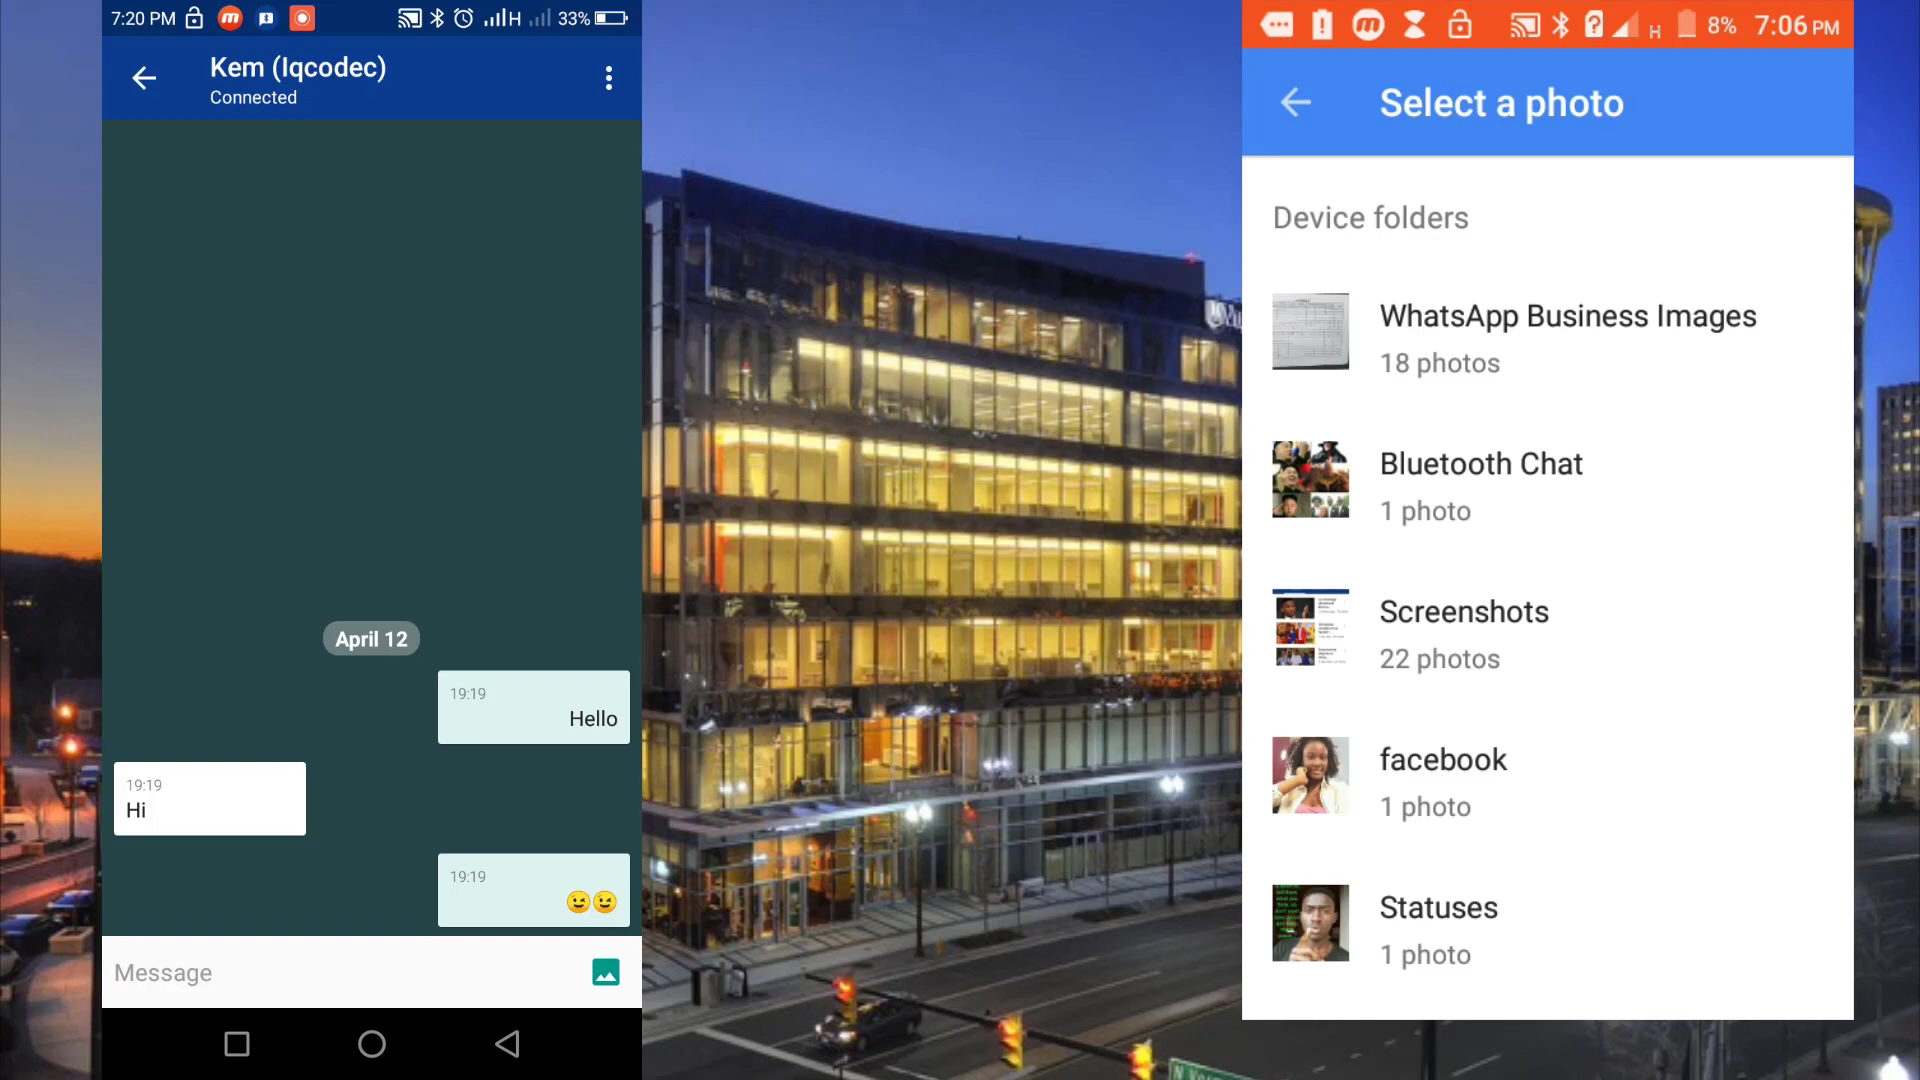 7:20 PM
H
33%
Kem (Iqcodec)
Connected
April 12
19:19
Hello
19:19
Hi
19:19
😉😉
Message
H
8%
7:06 PM
Select a photo
Device folders
WhatsApp Business Images
18 photos
Bluetooth Chat
1 photo
Screenshots
22 photos
facebook
1 photo
Statuses
1 photo